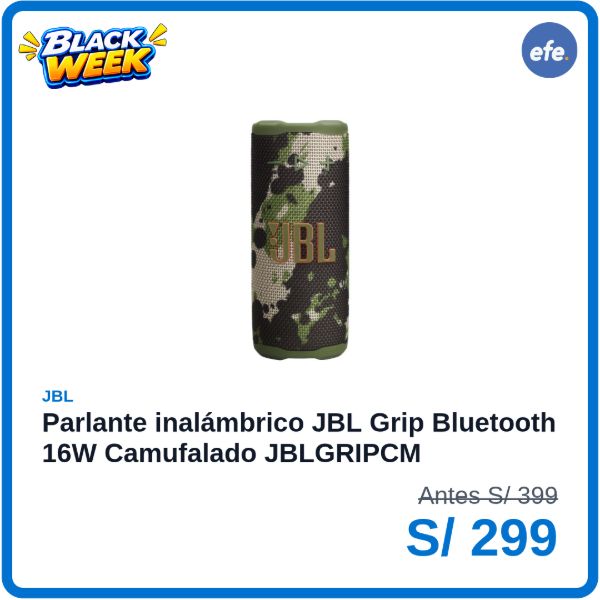 BLACK
WEEK
efe.
JBL
JBL
Parlante inalámbrico JBL Grip Bluetooth
16W Camufalado JBLGRIPCM
Antes S/ 399
S/ 299